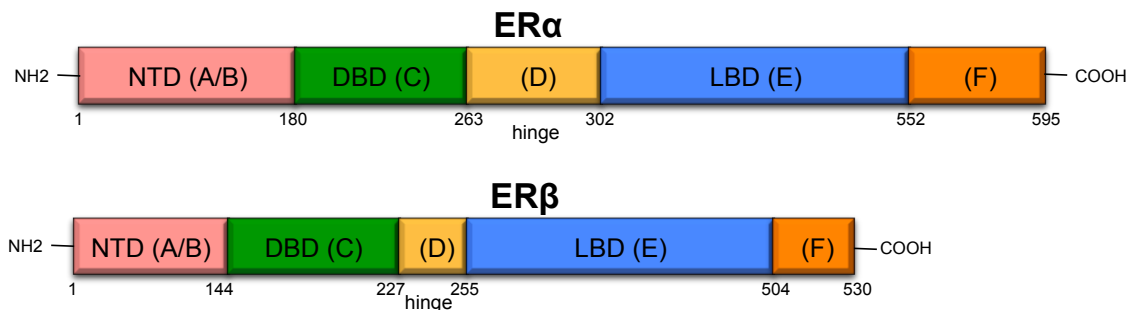 ERα
NH2 NTD (A/B) DBD (C) (D) LBD (E) (F) COOH
1 180 263 302 552 595
hinge
ERβ
NH2 NTD (A/B) DBD (C) (D) LBD (E) (F) COOH
1 144 227 255 504 530
hinge